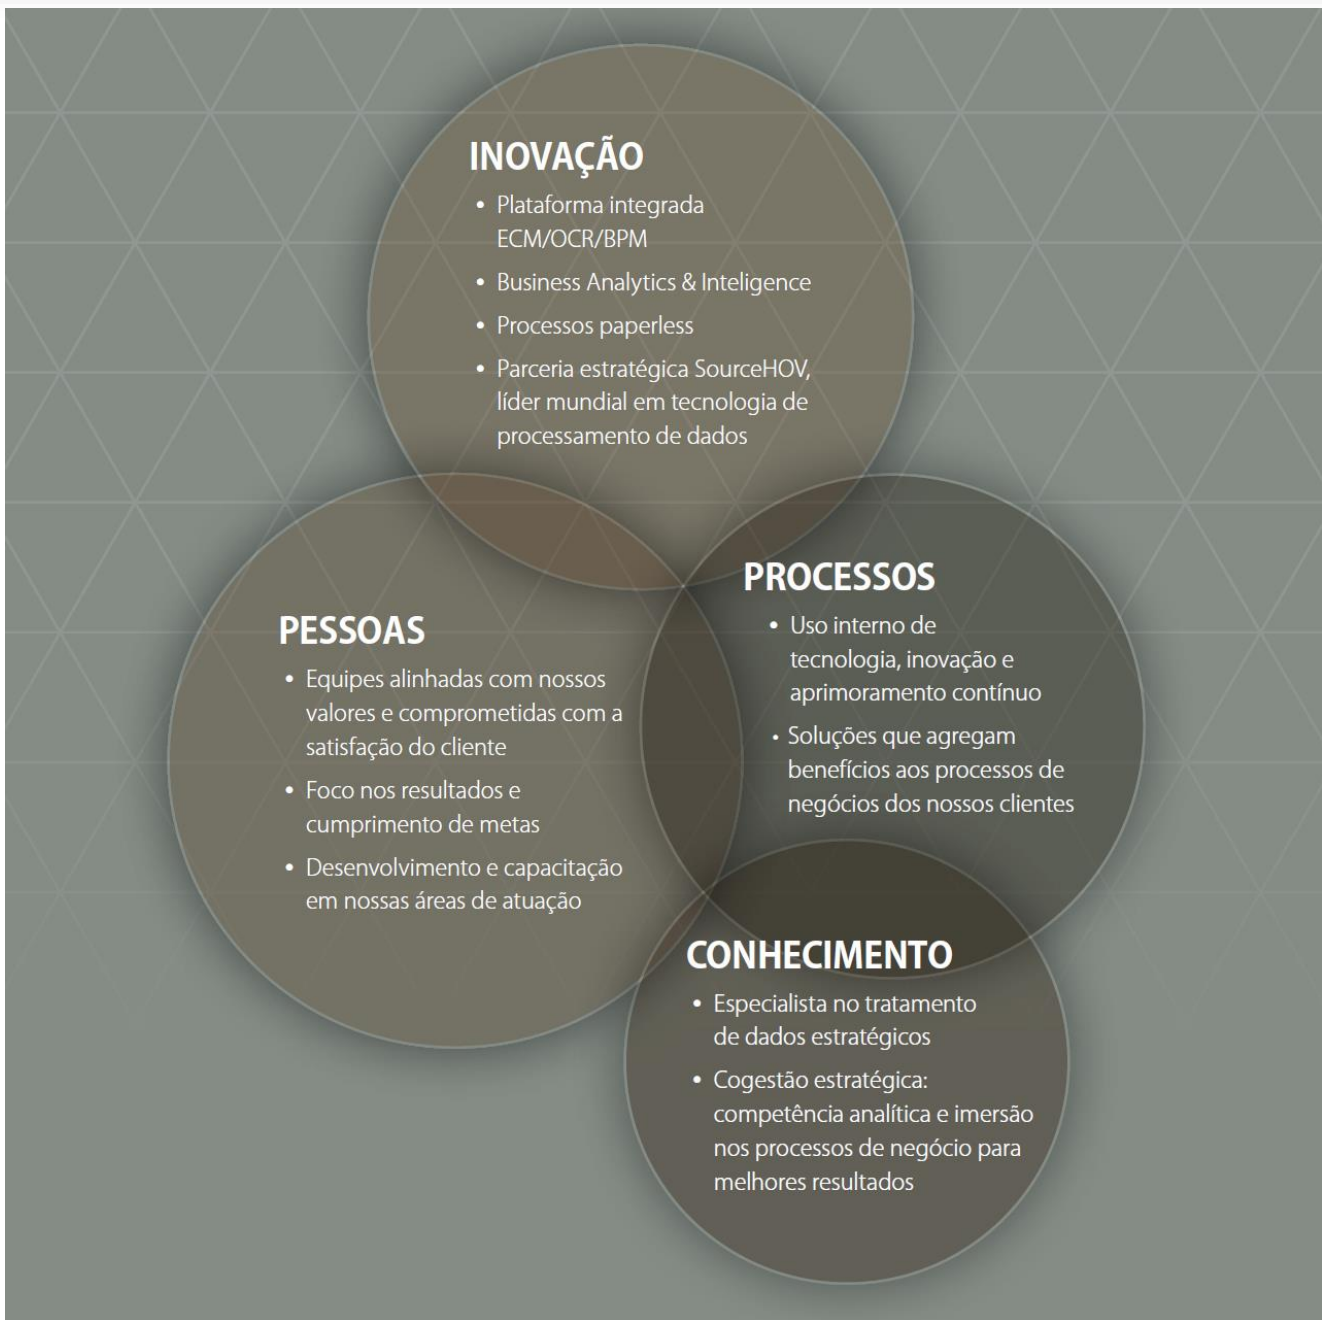 INOVAÇÃO
• Plataforma integrada
ECM/OCR/BPM
• Business Analytics & Inteligence
• Processos paperless
• Parceria estratégica SourceHOV,
líder mundial em tecnologia de
processamento de dados
PROCESSOS
• Uso interno de
tecnologia, inovação e
aprimoramento contínuo
• Soluções que agregam
benefícios aos processos de
negócios dos nossos clientes
PESSOAS
• Equipes alinhadas com nossos
valores e comprometidas com a
satisfação do cliente
• Foco nos resultados e
cumprimento de metas
• Desenvolvimento e capacitação
em nossas áreas de atuação
CONHECIMENTO
• Especialista no tratamento
de dados estratégicos
• Cogestão estratégica:
competência analítica e imersão
nos processos de negócio para
melhores resultados